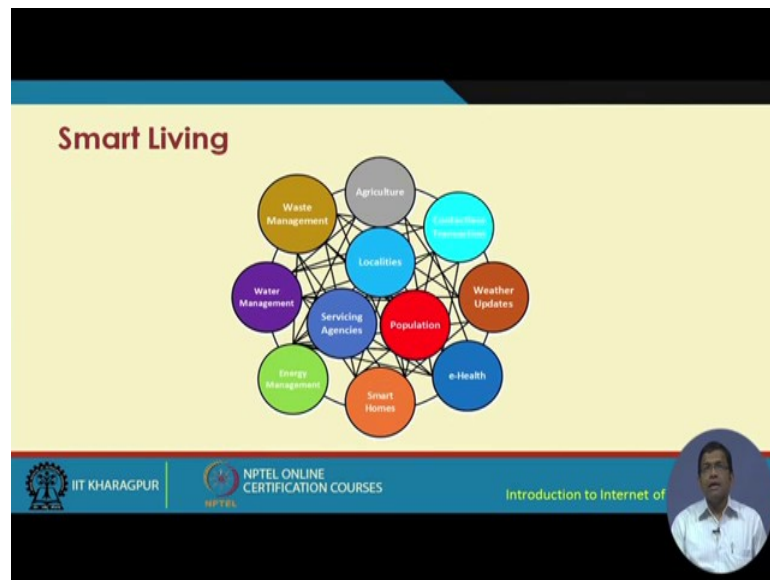 Smart Living
Agriculture
Waste
Management
Contactless
Transaction
Localities
Water
Management
Weather
Updates
Servicing
Agencies
Population
Energy
Management
e-Health
Smart
Homes
IIT KHARAGPUR
NPTEL
NPTEL ONLINE
CERTIFICATION COURSES
Introduction to Internet of